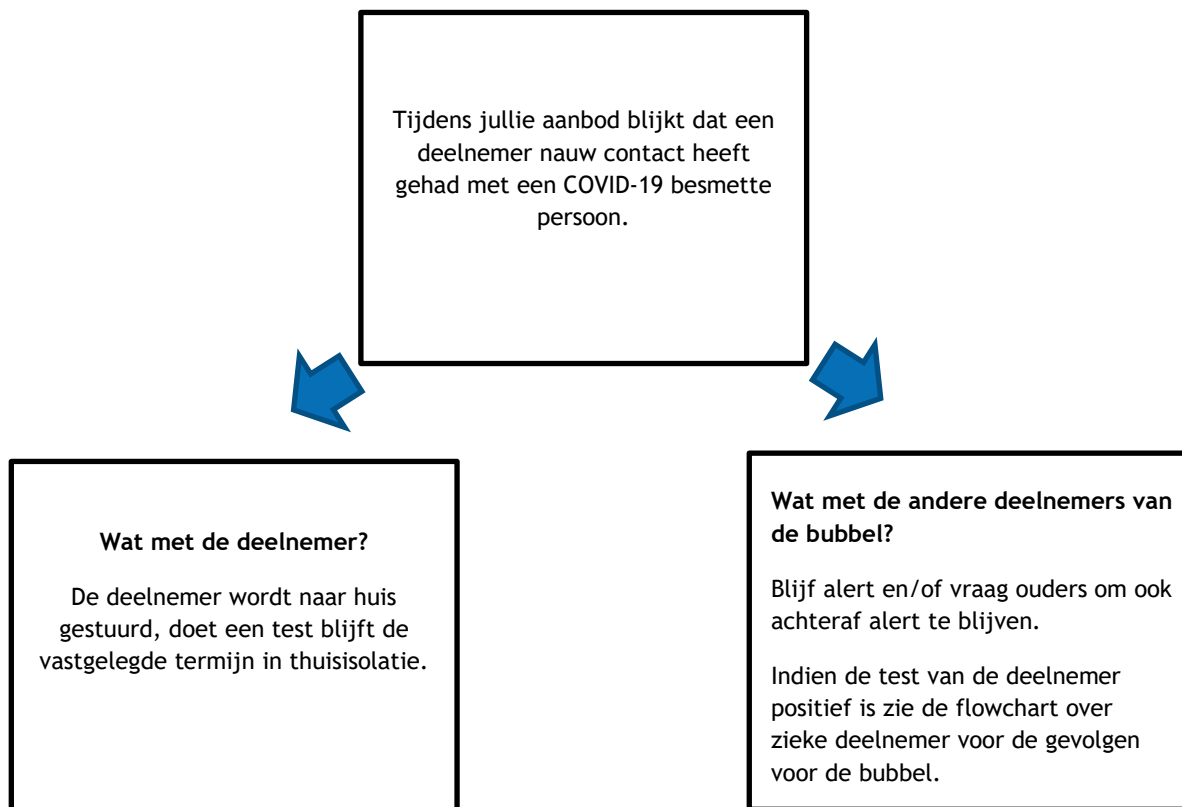 Tijdens jullie aanbod blijkt dat een
deelnemer nauw contact heeft
gehad met een COVID-19 besmette
persoon.
Wat met de deelnemer?
De deelnemer wordt naar huis
gestuurd, doet een test blijft de
vastgelegde termijn in thuisisolatie.
Wat met de andere deelnemers van
de bubbel?
Blijf alert en/of vraag ouders om ook
achteraf alert te blijven.
Indien de test van de deelnemer
positief is zie de flowchart over
zieke deelnemer voor de gevolgen
voor de bubbel.